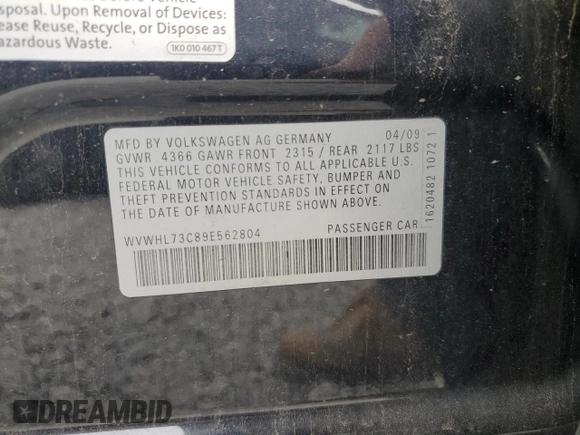 sposal. Upon Removal of Devices:
ease Reuse, Recycle, or Dispose as
azardous Waste.
1K0 010 467 T
MFD BY VOLKSWAGEN AG GERMANY 04/09
GVWR 4366 GAWR FRONT 2315 / REAR 2117 LBS
THIS VEHICLE CONFORMS TO ALL APPLICABLE U.S.
FEDERAL MOTOR VEHICLE SAFETY, BUMPER AND
THEFT PREVENTION STANDARDS IN EFFECT ON
THE DATE OF MANUFACTURE SHOWN ABOVE.
WVWHL73C89E562804 PASSENGER CAR
1620482 1072 1
DREAMBID